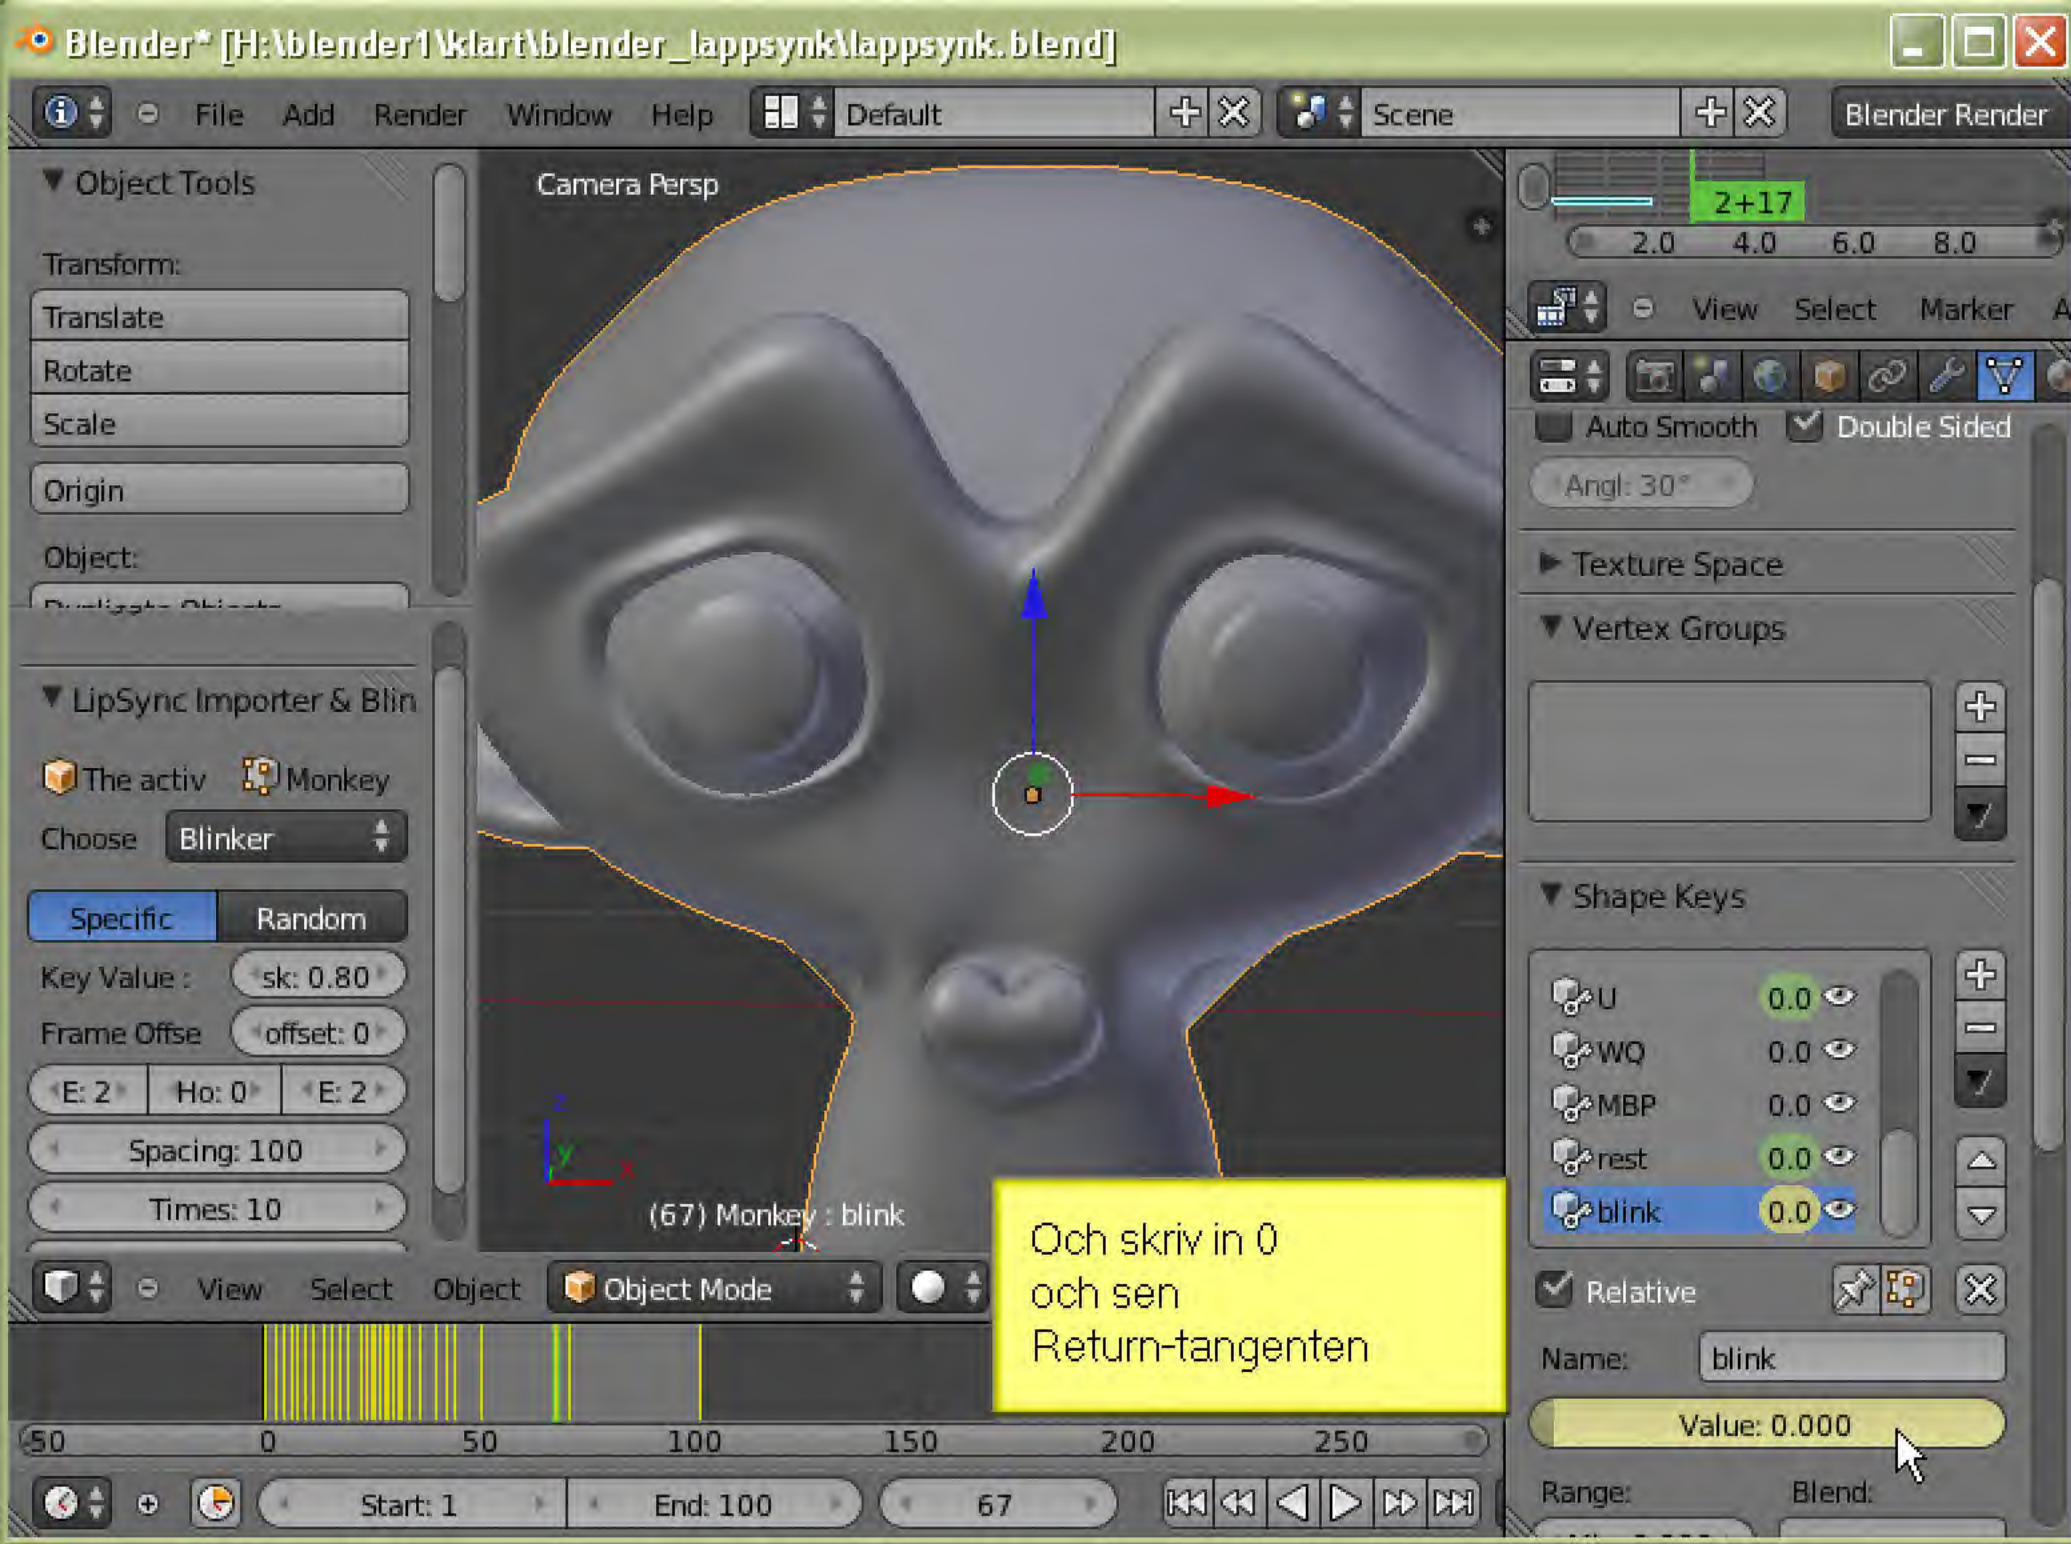 Blender* [H:\blender1\klart\blender_lappsynk\lappsynk.blend]
File Add Render Window Help Default Scene Blender Render
Object Tools
Transform:
Translate
Rotate
Scale
Origin
Object:
Duplicate Objects
LipSync Importer & Blin
The activ Monkey
Choose Blinker
Specific Random
Key Value : sk: 0.80
Frame Offse offset: 0
E: 2 Ho: 0 E: 2
Spacing: 100
Times: 10
Camera Persp
z
y
x
(67) Monkey : blink
View Select Object Object Mode
Och skriv in 0
och sen
Return-tangenten
-50 0 50 100 150 200 250
Start: 1 End: 100 67
2+17
2.0 4.0 6.0 8.0
View Select Marker A
Auto Smooth Double Sided
Angl: 30°
Texture Space
Vertex Groups
Shape Keys
U 0.0
WQ 0.0
MBP 0.0
rest 0.0
blink 0.0
Relative
Name: blink
Value: 0.000
Range: Blend: